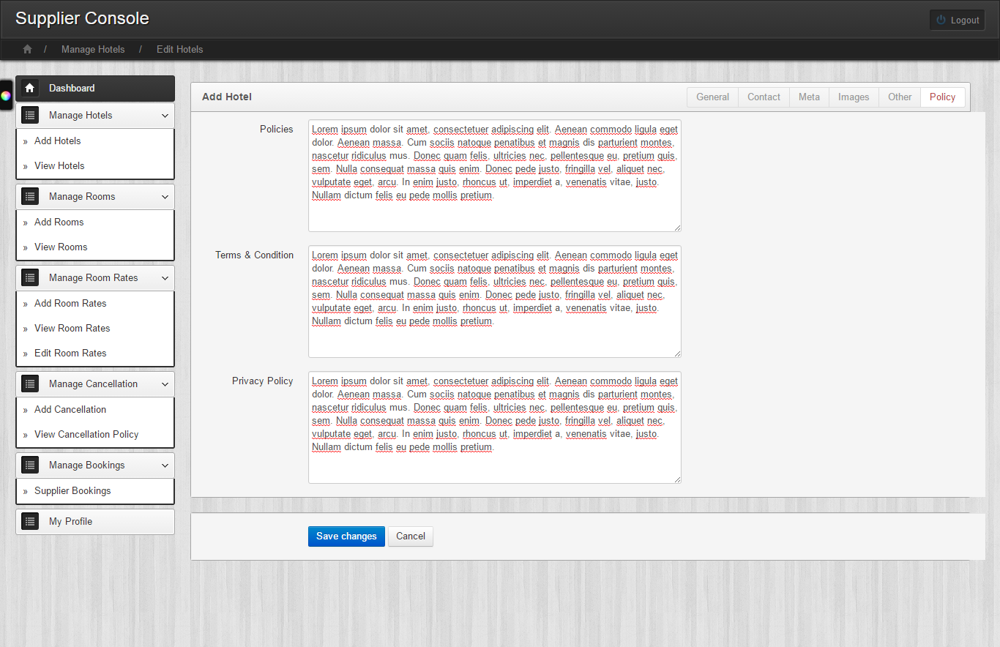 Supplier Console
Logout
/ Manage Hotels / Edit Hotels
Dashboard
Manage Hotels
» Add Hotels
» View Hotels
Manage Rooms
» Add Rooms
» View Rooms
Manage Room Rates
» Add Room Rates
» View Room Rates
» Edit Room Rates
Manage Cancellation
» Add Cancellation
» View Cancellation Policy
Manage Bookings
» Supplier Bookings
My Profile
Add Hotel
General Contact Meta Images Other Policy
Policies
Lorem ipsum dolor sit amet, consectetuer adipiscing elit. Aenean commodo ligula eget
dolor. Aenean massa. Cum sociis natoque penatibus et magnis dis parturient montes,
nascetur ridiculus mus. Donec quam felis, ultricies nec, pellentesque eu, pretium quis,
sem. Nulla consequat massa quis enim. Donec pede justo, fringilla vel, aliquet nec,
vulputate eget, arcu. In enim justo, rhoncus ut, imperdiet a, venenatis vitae, justo.
Nullam dictum felis eu pede mollis pretium.
Terms & Condition
Lorem ipsum dolor sit amet, consectetuer adipiscing elit. Aenean commodo ligula eget
dolor. Aenean massa. Cum sociis natoque penatibus et magnis dis parturient montes,
nascetur ridiculus mus. Donec quam felis, ultricies nec, pellentesque eu, pretium quis,
sem. Nulla consequat massa quis enim. Donec pede justo, fringilla vel, aliquet nec,
vulputate eget, arcu. In enim justo, rhoncus ut, imperdiet a, venenatis vitae, justo.
Nullam dictum felis eu pede mollis pretium.
Privacy Policy
Lorem ipsum dolor sit amet, consectetuer adipiscing elit. Aenean commodo ligula eget
dolor. Aenean massa. Cum sociis natoque penatibus et magnis dis parturient montes,
nascetur ridiculus mus. Donec quam felis, ultricies nec, pellentesque eu, pretium quis,
sem. Nulla consequat massa quis enim. Donec pede justo, fringilla vel, aliquet nec,
vulputate eget, arcu. In enim justo, rhoncus ut, imperdiet a, venenatis vitae, justo.
Nullam dictum felis eu pede mollis pretium.
Save changes Cancel